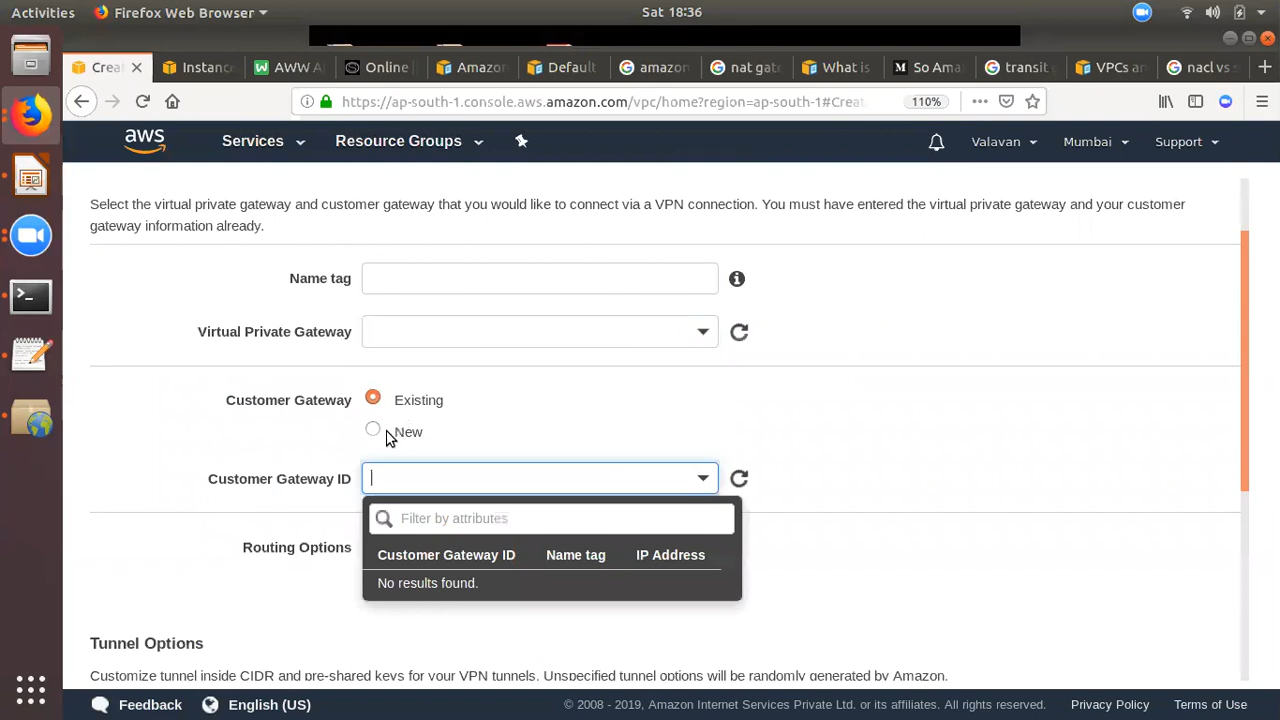 Activities Firefox Web Browser Sat 18:36
Creat Instanc AWW A Online Amazon Default amazon nat gate What is So Am transit VPCs an nacl vs s
https://ap-south-1.console.aws.amazon.com/vpc/home?region=ap-south-1#Crea 110%
aws Services Resource Groups Valavan Mumbai Support
Select the virtual private gateway and customer gateway that you would like to connect via a VPN connection. You must have entered the virtual private gateway and your customer
gateway information already.
Name tag
Virtual Private Gateway
Customer Gateway Existing
New
Customer Gateway ID
Filter by attributes
Customer Gateway ID Name tag IP Address
No results found.
Routing Options
Tunnel Options
Customize tunnel inside CIDR and pre-shared keys for your VPN tunnels. Unspecified tunnel options will be randomly generated by Amazon.
Feedback English (US) © 2008 - 2019, Amazon Internet Services Private Ltd. or its affiliates. All rights reserved. Privacy Policy Terms of Use